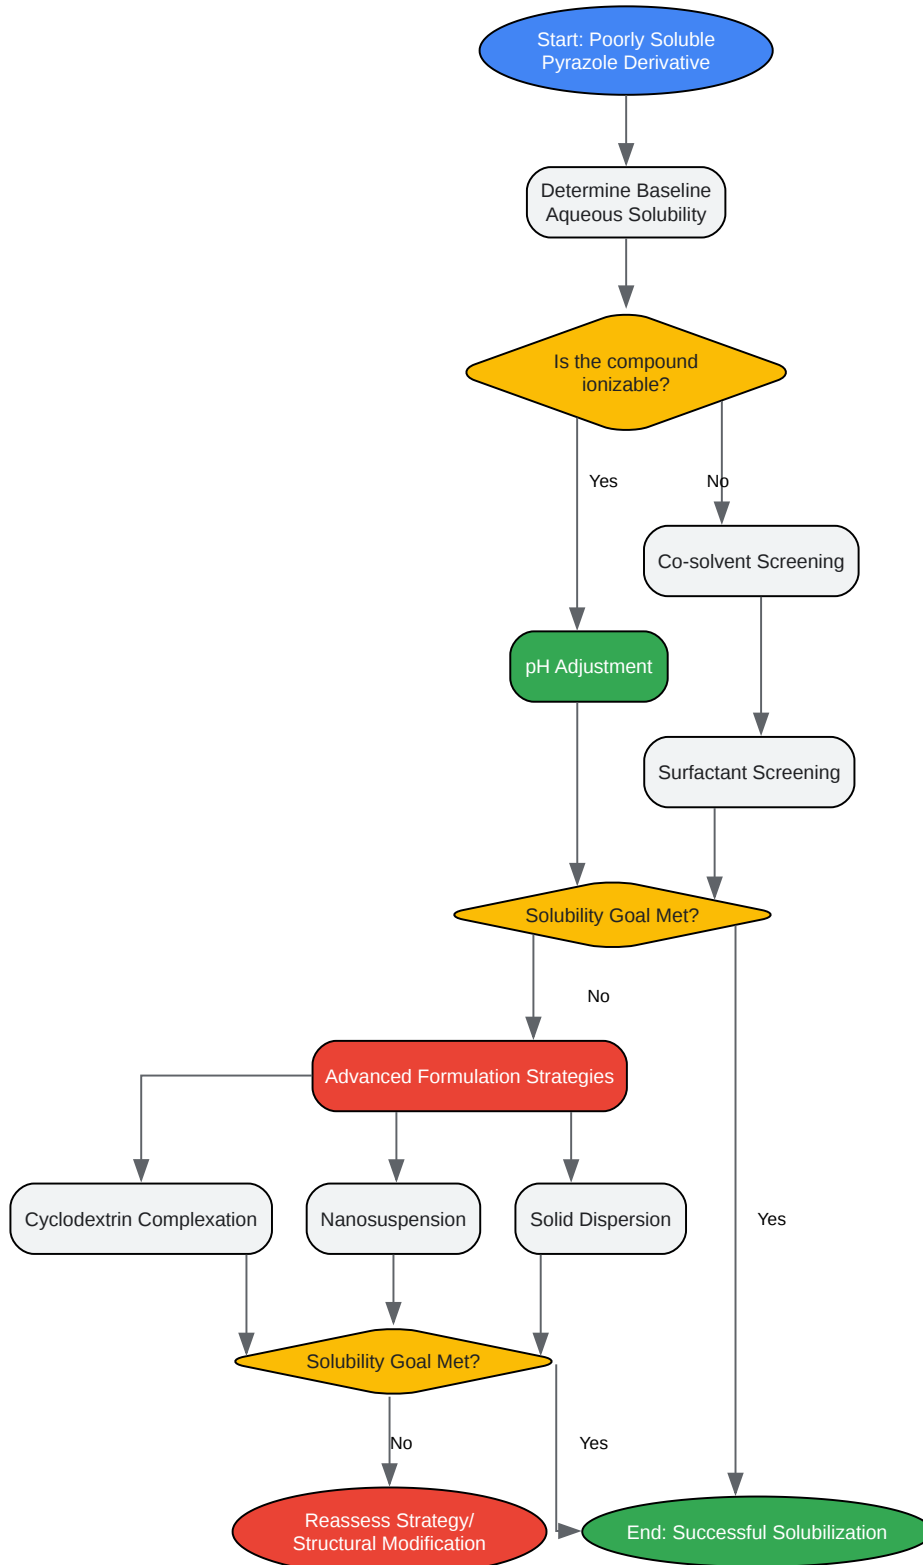 Start: Poorly Soluble
Pyrazole Derivative
Determine Baseline
Aqueous Solubility
Is the compound
ionizable?
Yes
No
Co-solvent Screening
pH Adjustment
Surfactant Screening
Solubility Goal Met?
No
Advanced Formulation Strategies
Cyclodextrin Complexation
Nanosuspension
Solid Dispersion
Yes
Solubility Goal Met?
No
Yes
Reassess Strategy/
Structural Modification
End: Successful Solubilization